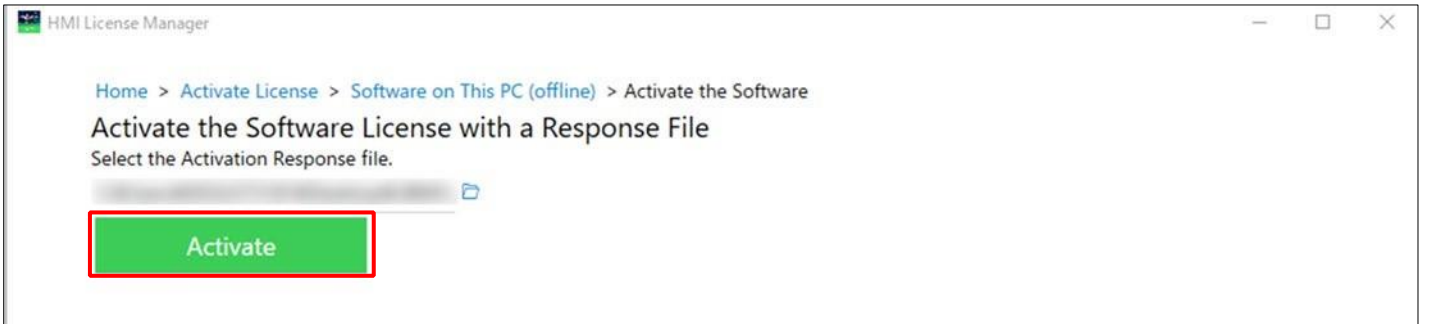 HMI License Manager
Home > Activate License > Software on This PC (offline) > Activate the Software
Activate the Software License with a Response File
Select the Activation Response file.
Activate